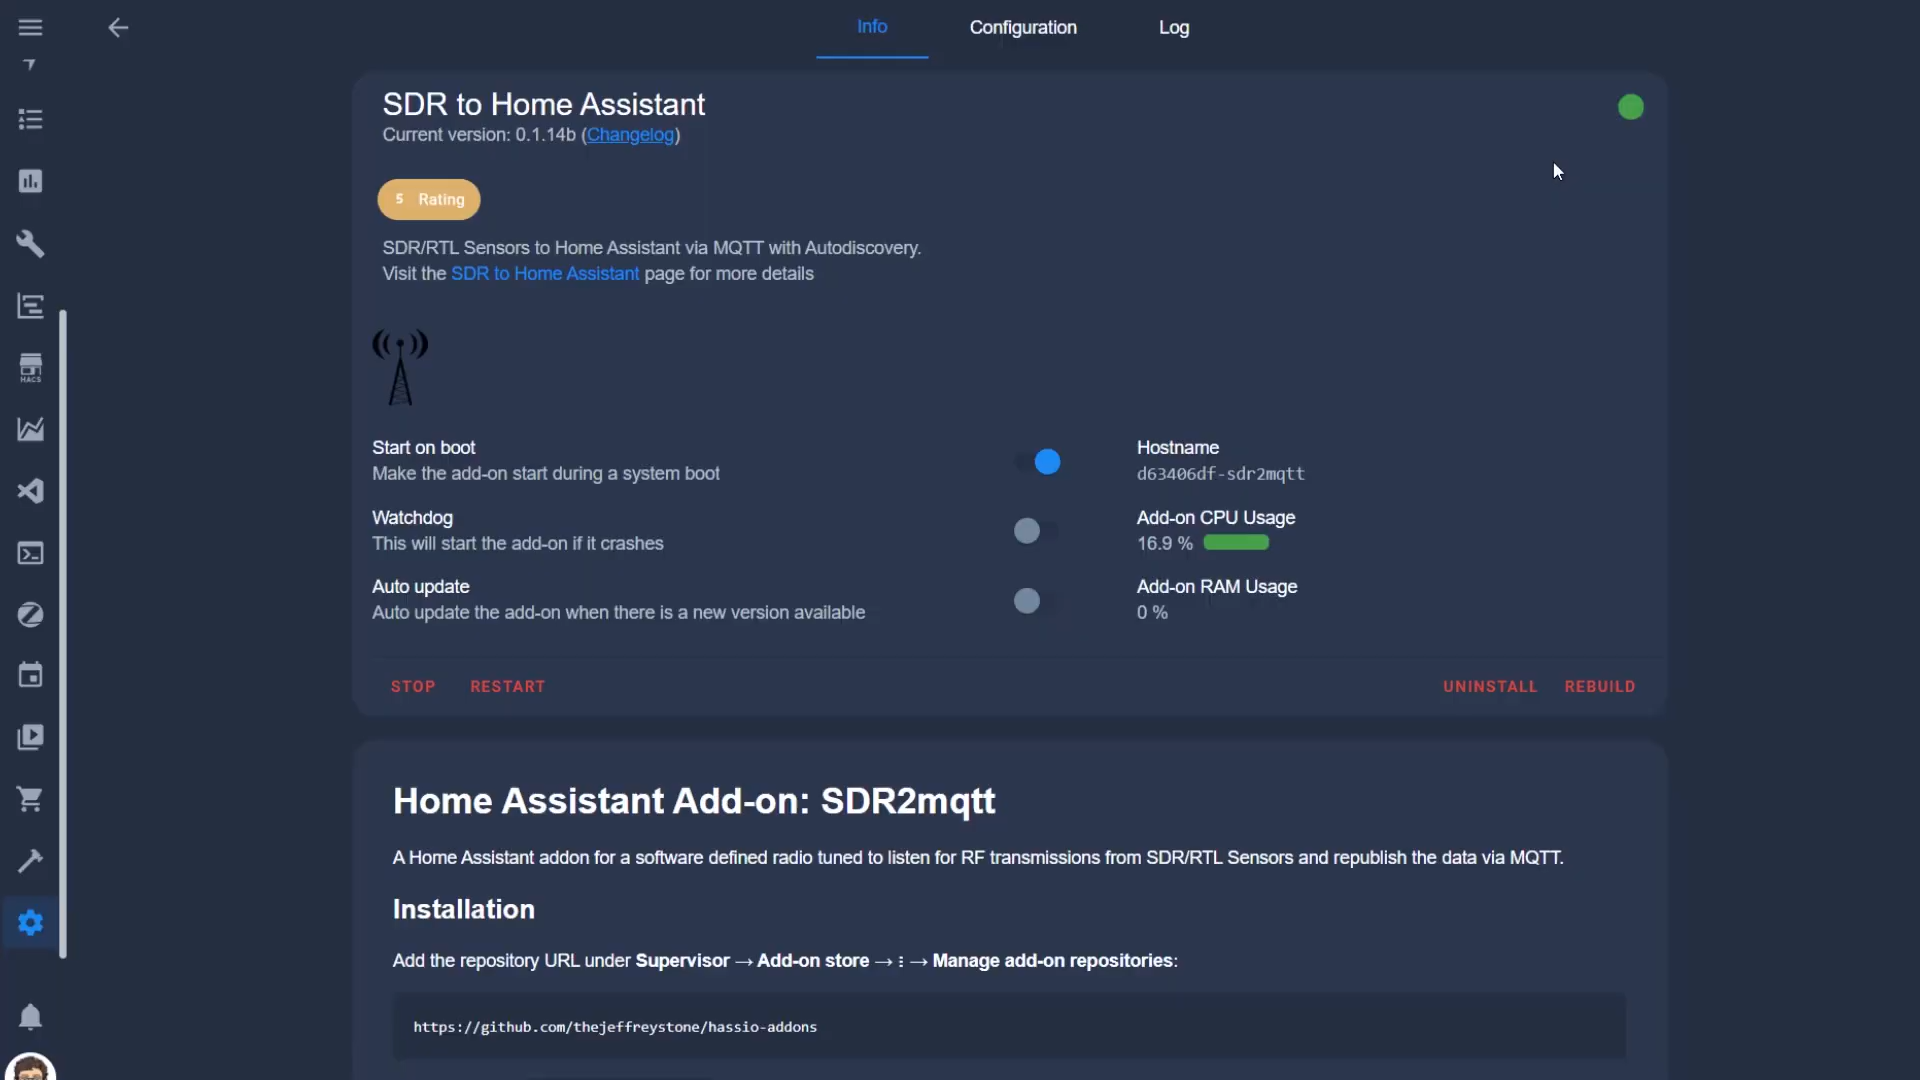 Info
Configuration
Log
SDR to Home Assistant
Current version: 0.1.14b (Changelog)
5 Rating
SDR/RTL Sensors to Home Assistant via MQTT with Autodiscovery.
Visit the SDR to Home Assistant page for more details
HACS
Start on boot
Make the add-on start during a system boot
Hostname
d63406df-sdr2mqtt
Watchdog
This will start the add-on if it crashes
Add-on CPU Usage
16.9 %
Auto update
Auto update the add-on when there is a new version available
Add-on RAM Usage
0 %
STOP
RESTART
UNINSTALL
REBUILD
Home Assistant Add-on: SDR2mqtt
A Home Assistant addon for a software defined radio tuned to listen for RF transmissions from SDR/RTL Sensors and republish the data via MQTT.
Installation
Add the repository URL under Supervisor → Add-on store → ⋮ → Manage add-on repositories:
https://github.com/thejeffreystone/hassio-addons